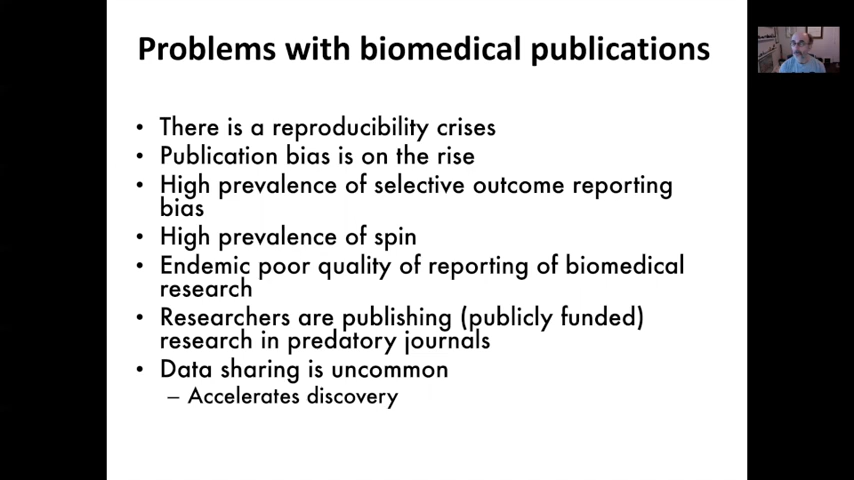 Problems with biomedical publications
• There is a reproducibility crises
• Publication bias is on the rise
• High prevalence of selective outcome reporting
bias
• High prevalence of spin
• Endemic poor quality of reporting of biomedical
research
• Researchers are publishing (publicly funded)
research in predatory journals
• Data sharing is uncommon
– Accelerates discovery